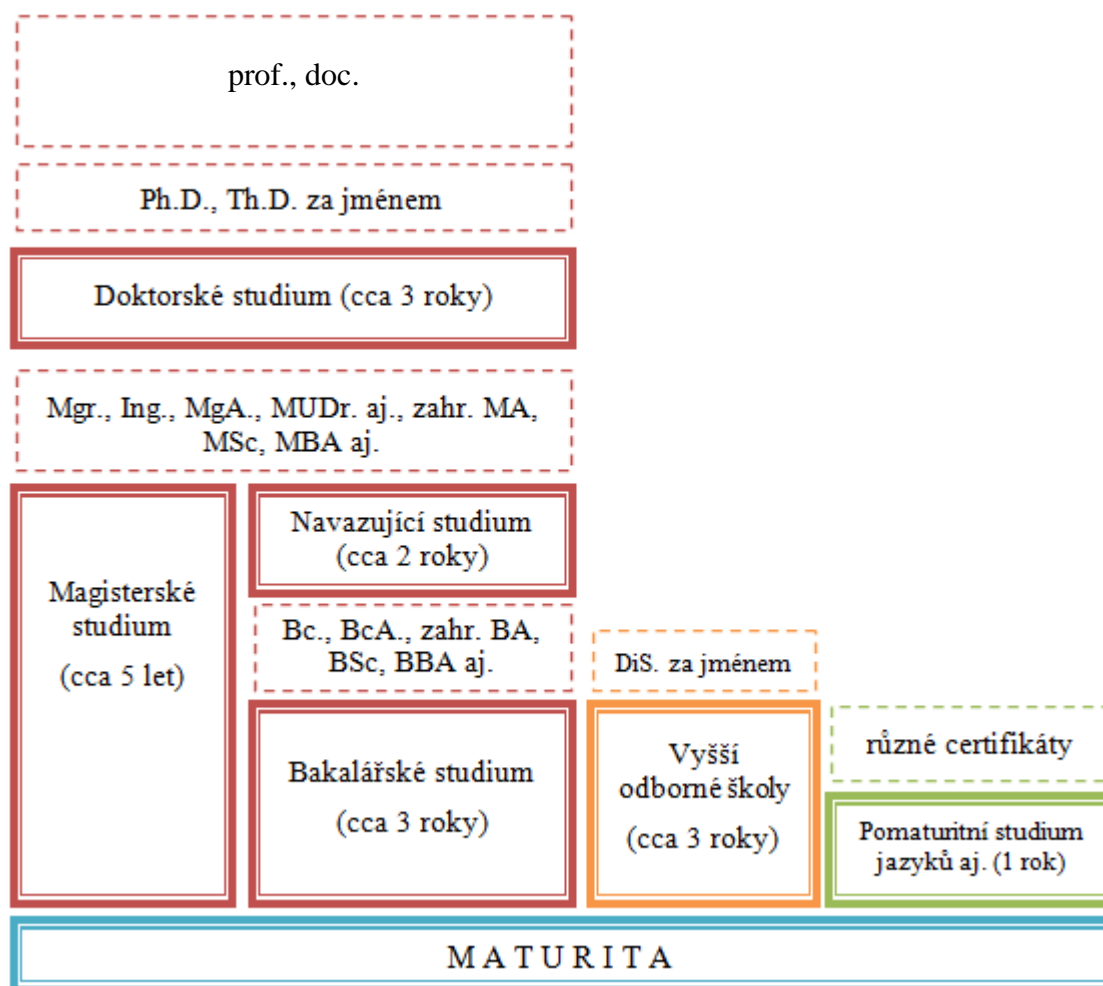 prof., doc.
Ph.D., Th.D. za jménem
Doktorské studium (cca 3 roky)
Mgr., Ing., MgA., MUDr. aj., zahr. MA,
MSc, MBA aj.
Magisterské
studium
(cca 5 let)
Navazující studium
(cca 2 roky)
Bc., BcA., zahr. BA,
BSc, BBA aj.
Bakalářské studium
(cca 3 roky)
DiS. za jménem
Vyšší
odborné školy
(cca 3 roky)
různé certifikáty
Pomaturitní studium
jazyků aj. (1 rok)
M A T U R I T A